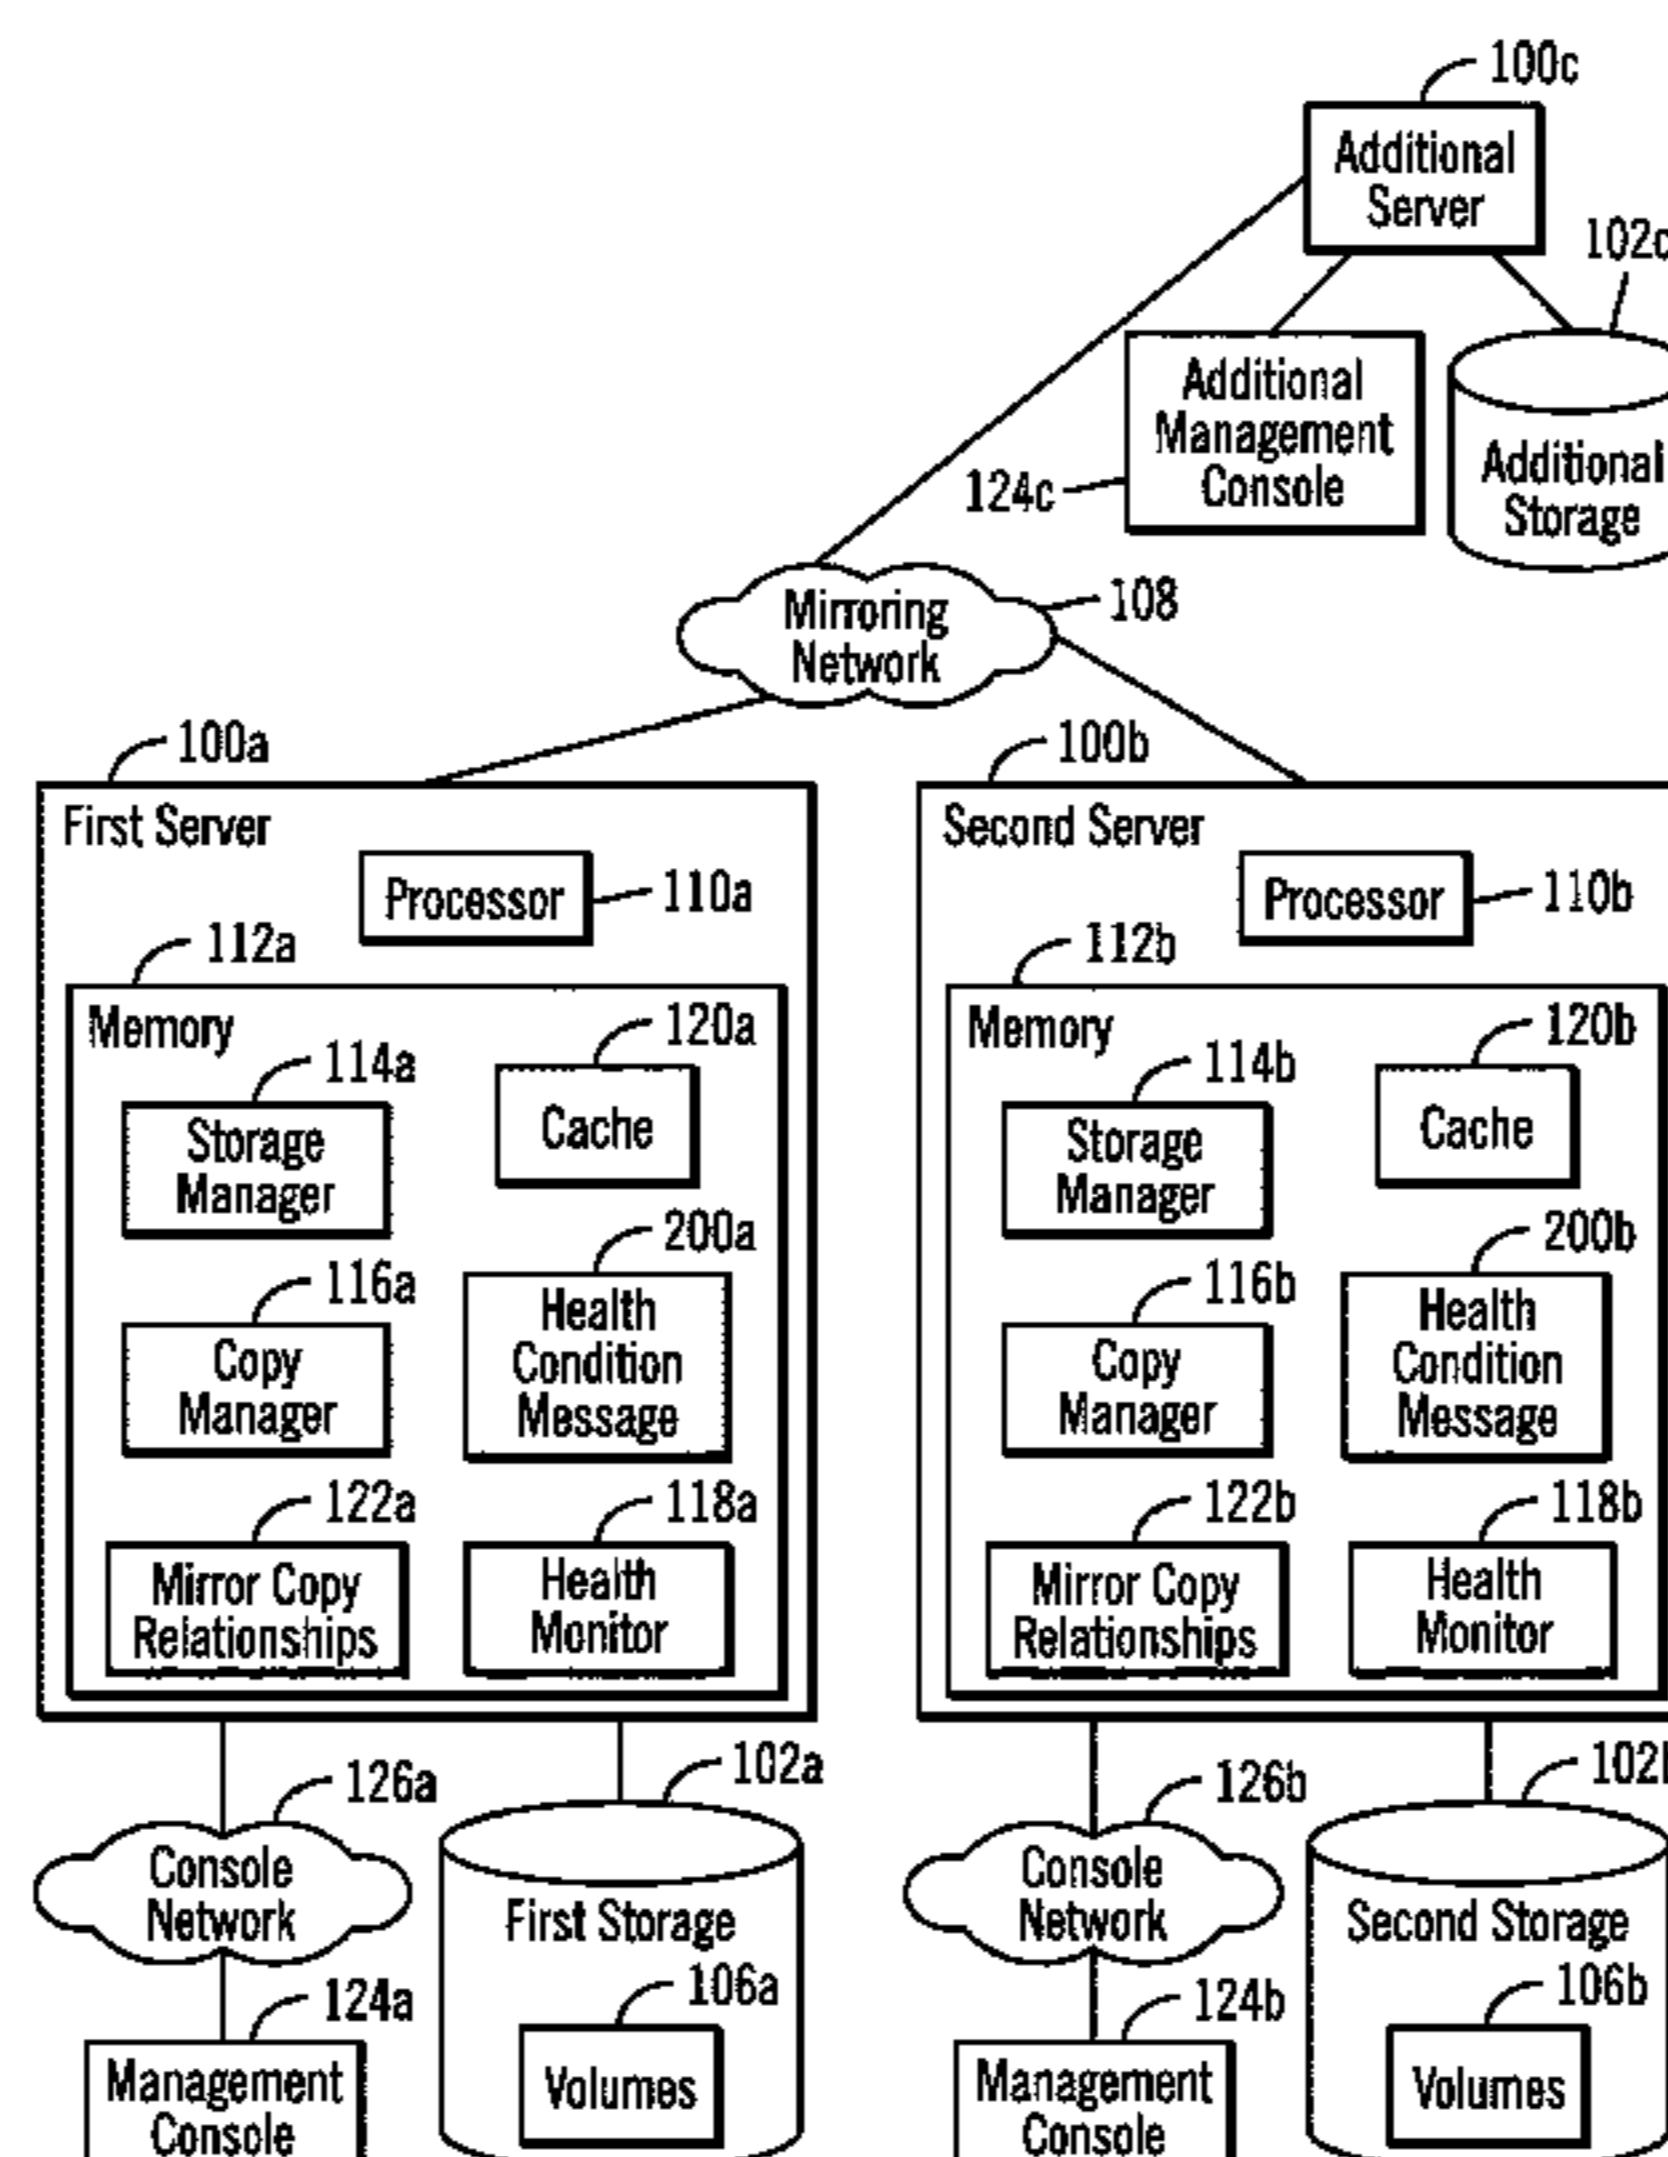 100c
Additional
Server
102c
Additional
Management
Console
124c
Additional
Storage
Mirroring
Network
108
100a
First Server
Processor
110a
112a
Memory
120a
Cache
114a
Storage
Manager
200a
Health
Condition
Message
116a
Copy
Manager
122a
Mirror Copy
Relationships
118a
Health
Monitor
100b
Second Server
Processor
110b
112b
Memory
120b
Cache
114b
Storage
Manager
200b
Health
Condition
Message
116b
Copy
Manager
122b
Mirror Copy
Relationships
118b
Health
Monitor
126a
Console
Network
102a
First Storage
106a
Volumes
124a
Management
Console
126b
Console
Network
Second Storage
106b
Volumes
124b
Management
Console